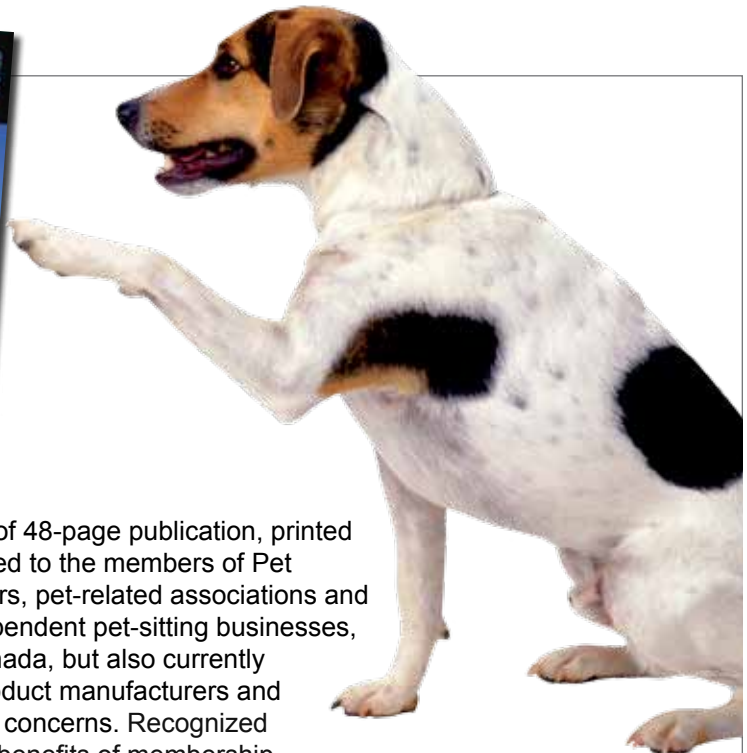 of 48-page publication, printed
ed to the members of Pet
rs, pet-related associations and
pendent pet-sitting businesses,
nada, but also currently
oduct manufacturers and
concerns. Recognized
benefits of membership